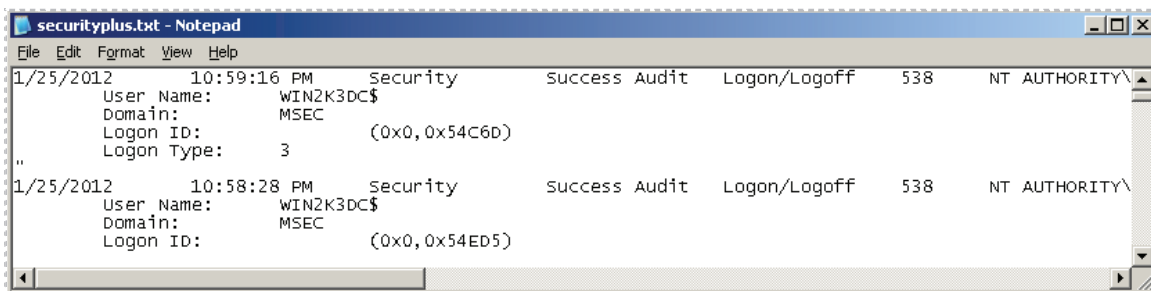 securityplus.txt - Notepad
File Edit Format View Help
1/25/2012 10:59:16 PM Security Success Audit Logon/Logoff 538 NT AUTHORITY\
User Name: WIN2K3DC$
Domain: MSEC
Logon ID: (0x0,0x54C6D)
Logon Type: 3
"
1/25/2012 10:58:28 PM Security Success Audit Logon/Logoff 538 NT AUTHORITY\
User Name: WIN2K3DC$
Domain: MSEC
Logon ID: (0x0,0x54ED5)